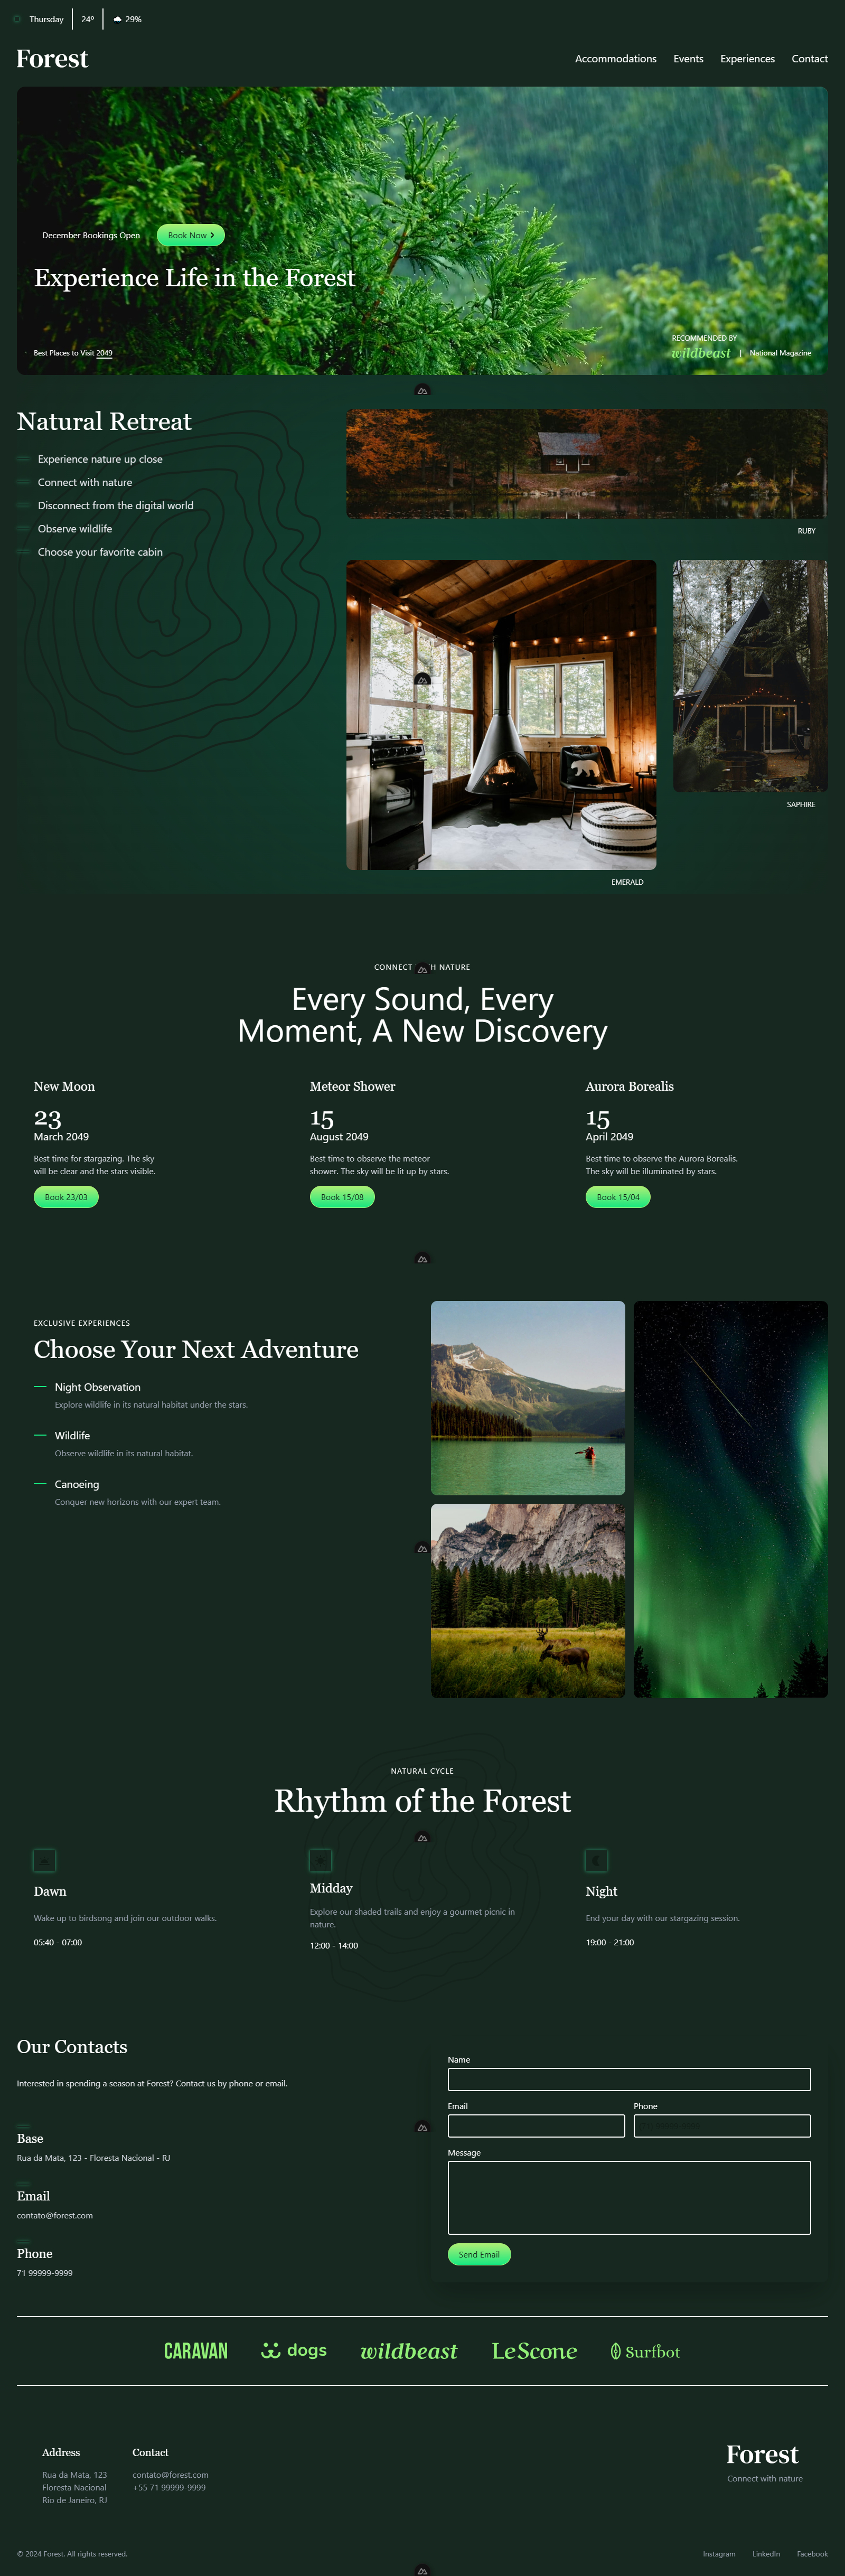 Thursday
24º
29%
Forest
Accommodations
Events
Experiences
Contact
December Bookings Open
Book Now
Experience Life in the Forest
Best Places to Visit 2049
RECOMMENDED BY
wildbeast | National Magazine
Natural Retreat
Experience nature up close
Connect with nature
Disconnect from the digital world
Observe wildlife
Choose your favorite cabin
RUBY
SAPHIRE
EMERALD
CONNECT H NATURE
Every Sound, Every
Moment, A New Discovery
New Moon
23
March 2049
Best time for stargazing. The sky
will be clear and the stars visible.
Book 23/03
Meteor Shower
15
August 2049
Best time to observe the meteor
shower. The sky will be lit up by stars.
Book 15/08
Aurora Borealis
15
April 2049
Best time to observe the Aurora Borealis.
The sky will be illuminated by stars.
Book 15/04
EXCLUSIVE EXPERIENCES
Choose Your Next Adventure
Night Observation
Explore wildlife in its natural habitat under the stars.
Wildlife
Observe wildlife in its natural habitat.
Canoeing
Conquer new horizons with our expert team.
NATURAL CYCLE
Rhythm of the Forest
Dawn
Wake up to birdsong and join our outdoor walks.
05:40 - 07:00
Midday
Explore our shaded trails and enjoy a gourmet picnic in
nature.
12:00 - 14:00
Night
End your day with our stargazing session.
19:00 - 21:00
Our Contacts
Interested in spending a season at Forest? Contact us by phone or email.
Base
Rua da Mata, 123 - Floresta Nacional - RJ
Email
contato@forest.com
Phone
71 99999-9999
Name
Email
Phone
Message
Send Email
CARAVAN
dogs
wildbeast
LeScone
Surfbot
Address
Rua da Mata, 123
Floresta Nacional
Rio de Janeiro, RJ
Contact
contato@forest.com
+55 71 99999-9999
Forest
Connect with nature
© 2024 Forest. All rights reserved.
Instagram
LinkedIn
Facebook